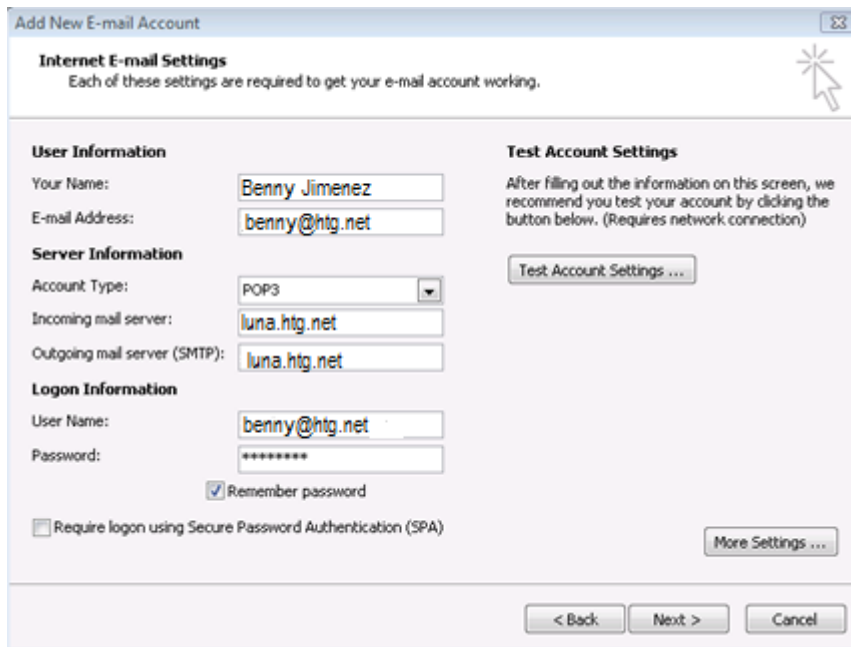 Add New E-mail Account
Internet E-mail Settings
Each of these settings are required to get your e-mail account working.
User Information
Your Name: Benny Jimenez
E-mail Address: benny@htg.net
Server Information
Account Type: POP3
Incoming mail server: luna.htg.net
Outgoing mail server (SMTP): luna.htg.net
Logon Information
User Name: benny@htg.net
Password: ********
Remember password
Require logon using Secure Password Authentication (SPA)
Test Account Settings
After filling out the information on this screen, we
recommend you test your account by clicking the
button below. (Requires network connection)
Test Account Settings ...
More Settings ...
< Back Next > Cancel